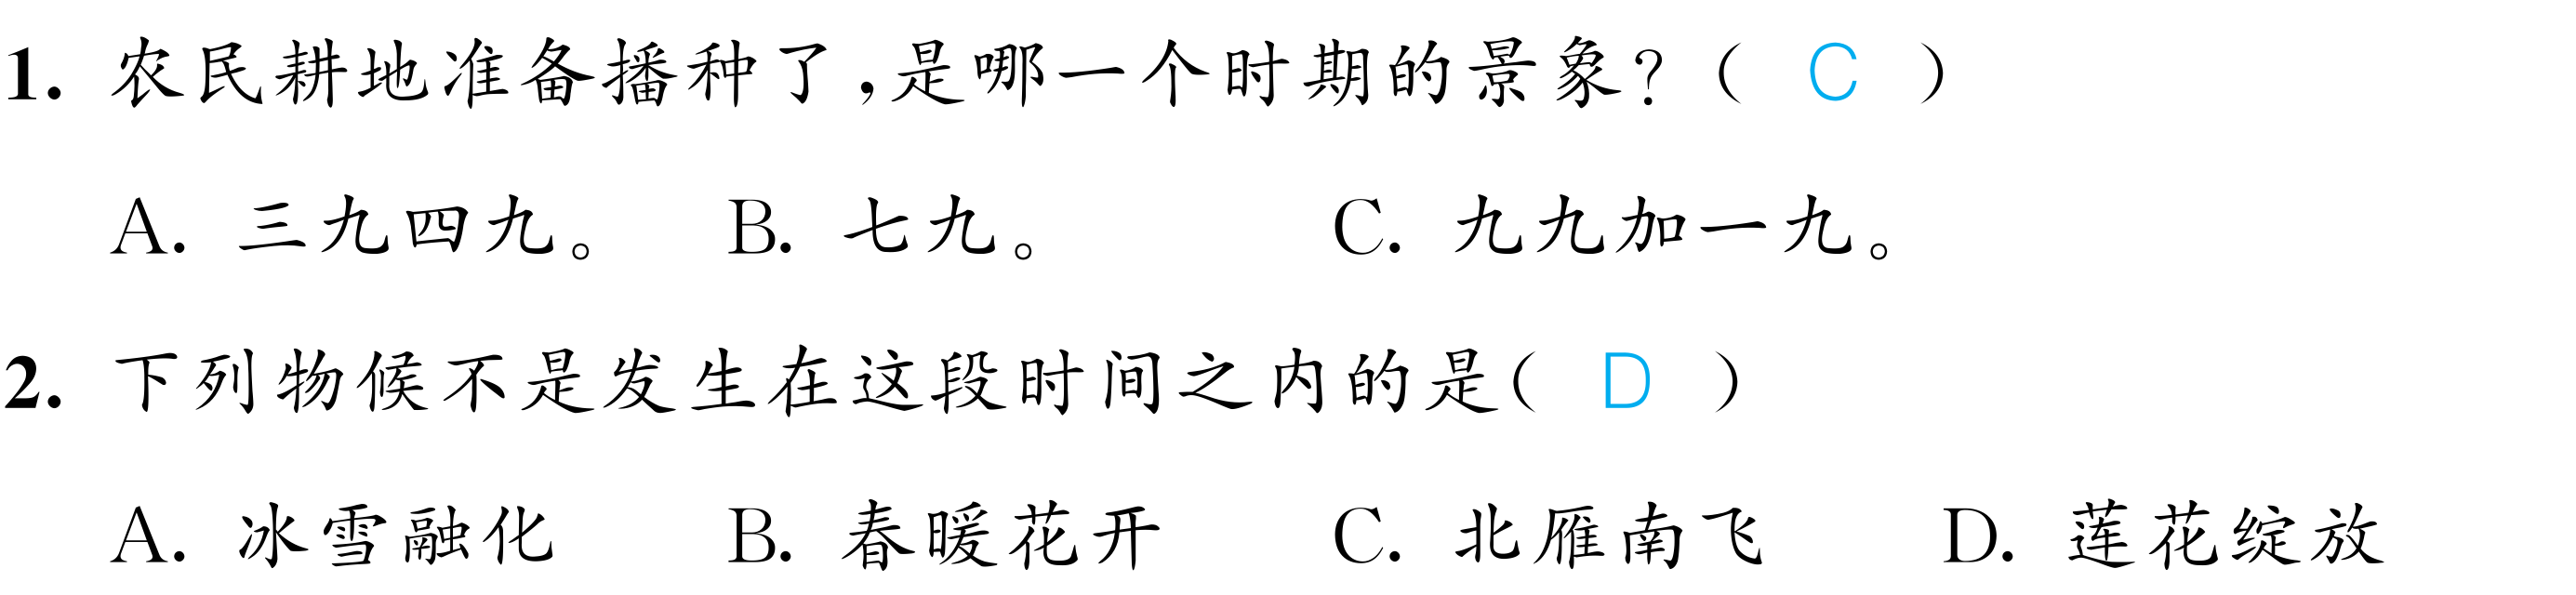 1. 农民耕地准备播种了,是哪一个时期的景象?( C )
A. 三九四九。 B. 七九。 C. 九九加一九。
2. 下列物候不是发生在这段时间之内的是( D )
A. 冰雪融化 B. 春暖花开 C. 北雁南飞 D. 莲花绽放